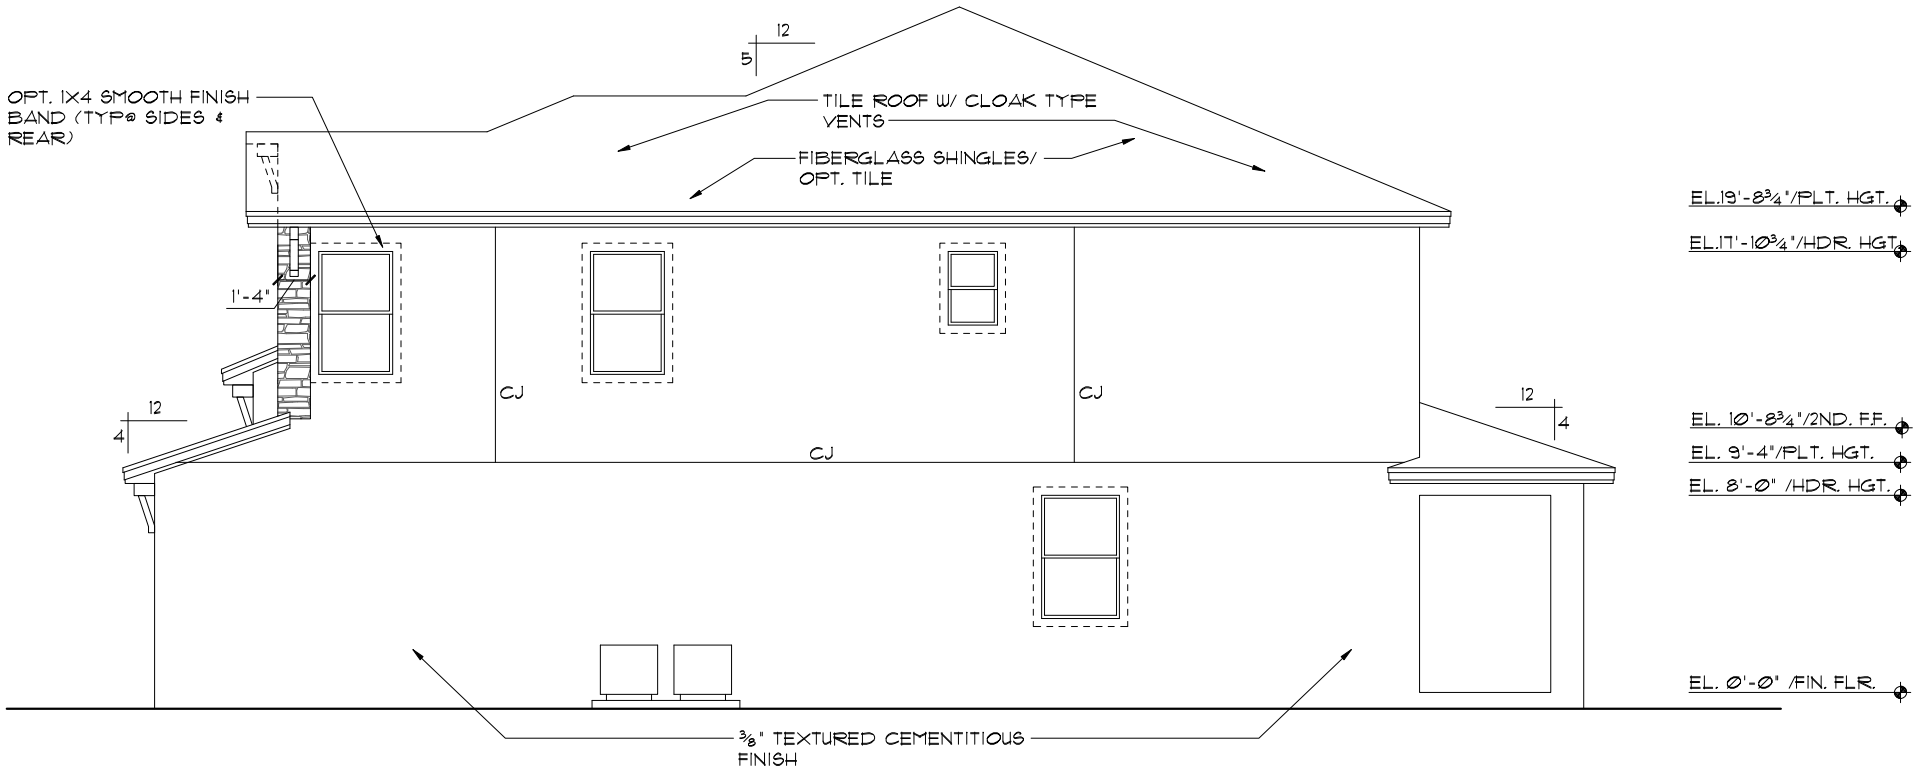 12
5
OPT. 1X4 SMOOTH FINISH
BAND (TYP@ SIDES &
REAR)
TILE ROOF W/ CLOAK TYPE
VENTS
FIBERGLASS SHINGLES/
OPT. TILE
EL.19'-8¾"/PLT. HGT.
EL.17'-10¾"/HDR. HGT.
1'-4"
CJ
CJ
12
4
12
4
EL. 10'-8¾"/2ND. F.F.
CJ
EL. 9'-4"/PLT. HGT.
EL. 8'-0" /HDR. HGT.
EL. 0'-0" /FIN. FLR.
⅜" TEXTURED CEMENTITIOUS
FINISH